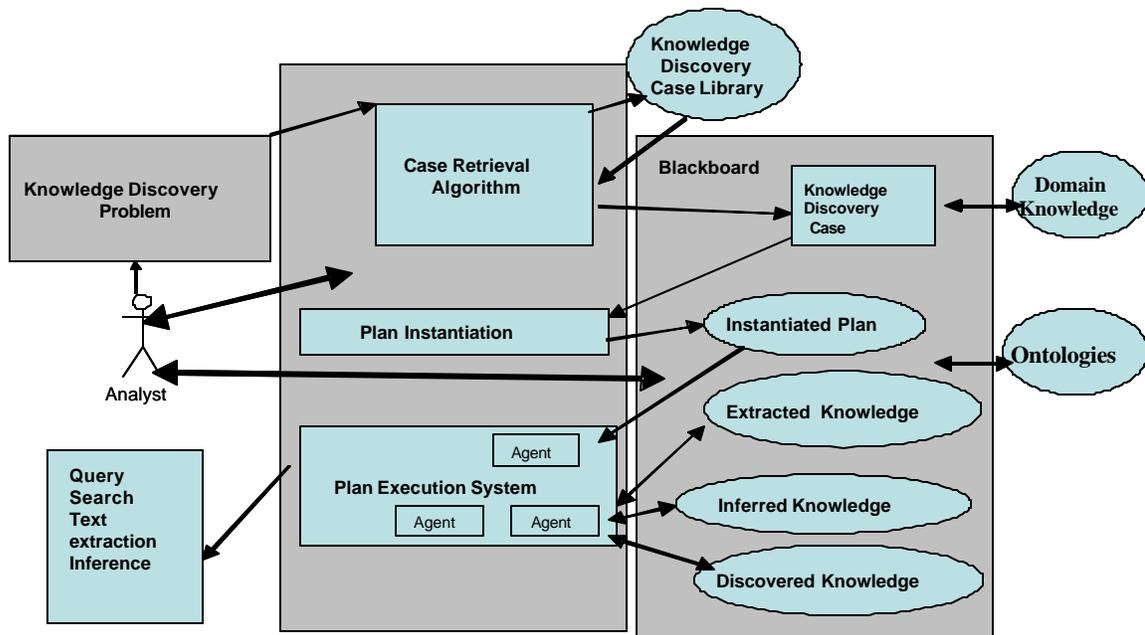 Knowledge
Discovery
Case Library
Knowledge Discovery
Problem
Case Retrieval
Algorithm
Blackboard
Knowledge
Discovery
Case
Domain
Knowledge
Plan Instantiation
Instantiated Plan
Ontologies
Analyst
Extracted Knowledge
Agent
Plan Execution System
Agent
Agent
Inferred Knowledge
Discovered Knowledge
Query
Search
Text
extraction
Inference